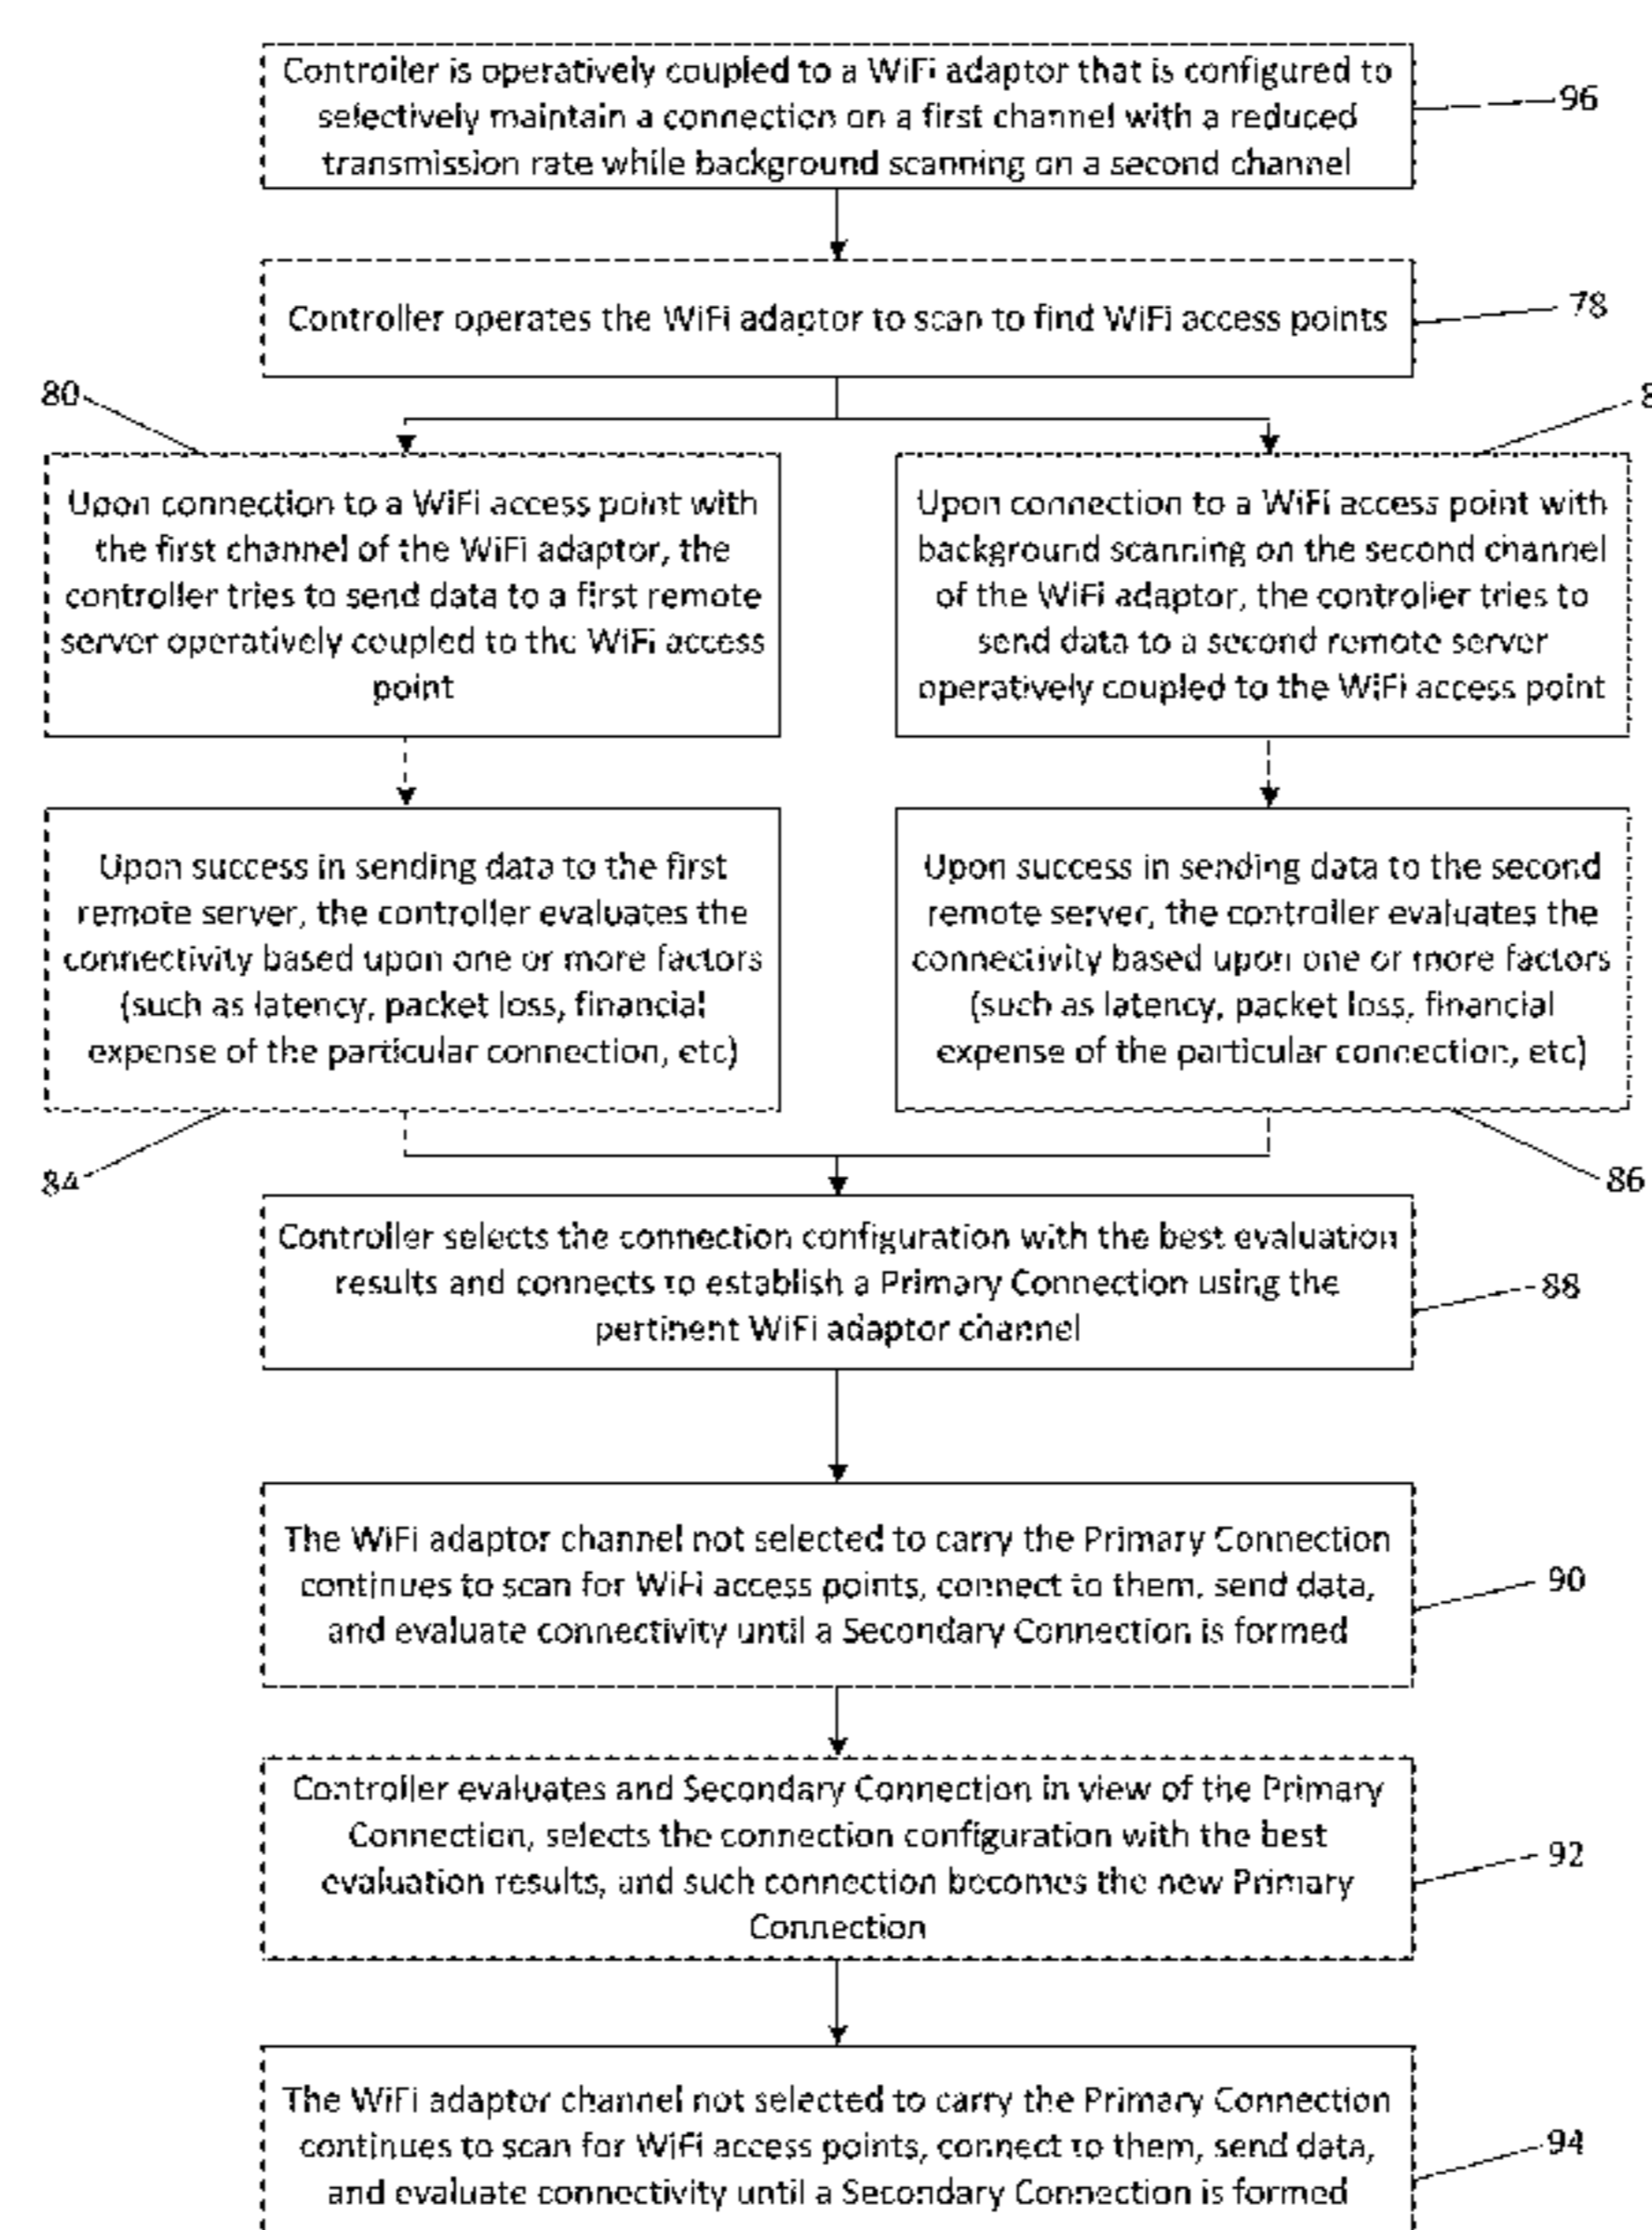 Controller is operatively coupled to a WiFi adaptor that is configured to
selectively maintain a connection on a first channel with a reduced
transmission rate while background scanning on a second channel
96
Controller operates the WiFi adaptor to scan to find WiFi access points
78
80
8
Upon connection to a WiFi access point with
the first channel of the WiFi adaptor, the
controller tries to send data to a first remote
server operatively coupled to the WiFi access
point
Upon connection to a WiFi access point with
background scanning on the second channel
of the WiFi adaptor, the controller tries to
send data to a second remote server
operatively coupled to the WiFi access point
Upon success in sending data to the first
remote server, the controller evaluates the
connectivity based upon one or more factors
(such as latency, packet loss, financial
expense of the particular connection, etc)
Upon success in sending data to the second
remote server, the controller evaluates the
connectivity based upon one or more factors
(such as latency, packet loss, financial
expense of the particular connection, etc)
84
86
Controller selects the connection configuration with the best evaluation
results and connects to establish a Primary Connection using the
pertinent WiFi adaptor channel
88
The WiFi adaptor channel not selected to carry the Primary Connection
continues to scan for WiFi access points, connect to them, send data,
and evaluate connectivity until a Secondary Connection is formed
90
Controller evaluates and Secondary Connection in view of the Primary
Connection, selects the connection configuration with the best
evaluation results, and such connection becomes the new Primary
Connection
92
The WiFi adaptor channel not selected to carry the Primary Connection
continues to scan for WiFi access points, connect to them, send data,
and evaluate connectivity until a Secondary Connection is formed
94